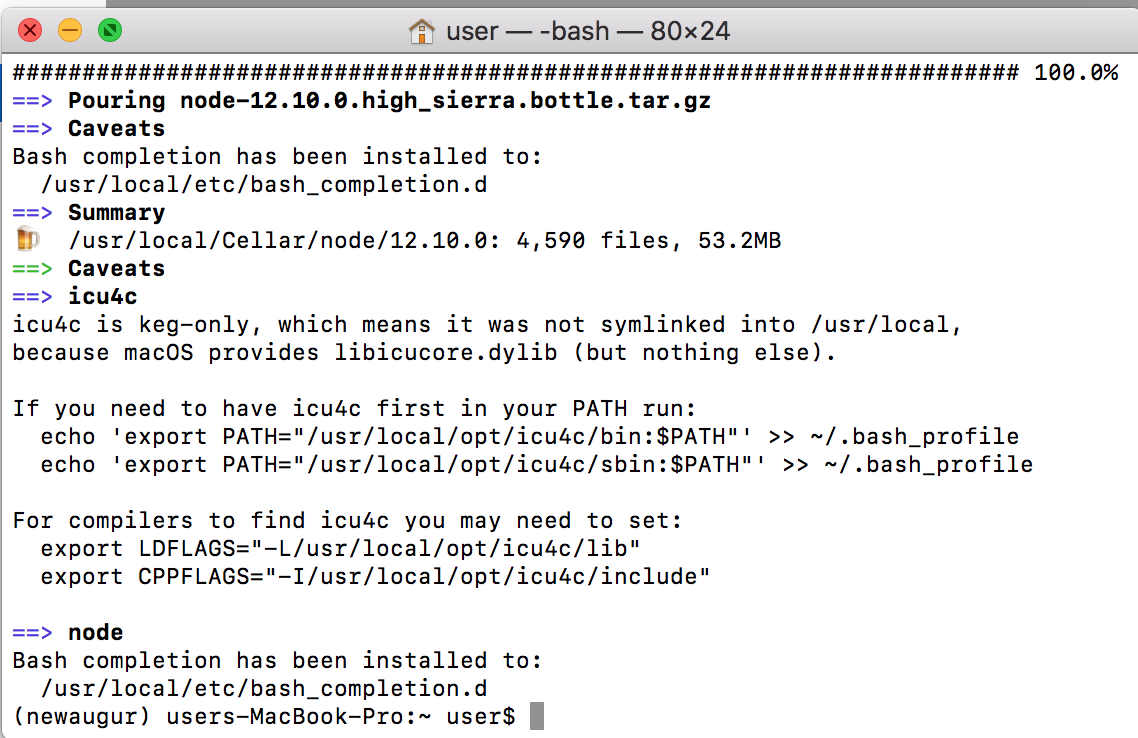 user — -bash — 80×24
######################################################################## 100.0%
==> Pouring node-12.10.0.high_sierra.bottle.tar.gz
==> Caveats
Bash completion has been installed to:
  /usr/local/etc/bash_completion.d
==> Summary
🍺  /usr/local/Cellar/node/12.10.0: 4,590 files, 53.2MB
==> Caveats
==> icu4c
icu4c is keg-only, which means it was not symlinked into /usr/local,
because macOS provides libicucore.dylib (but nothing else).

If you need to have icu4c first in your PATH run:
  echo 'export PATH="/usr/local/opt/icu4c/bin:$PATH"' >> ~/.bash_profile
  echo 'export PATH="/usr/local/opt/icu4c/sbin:$PATH"' >> ~/.bash_profile

For compilers to find icu4c you may need to set:
  export LDFLAGS="-L/usr/local/opt/icu4c/lib"
  export CPPFLAGS="-I/usr/local/opt/icu4c/include"

==> node
Bash completion has been installed to:
  /usr/local/etc/bash_completion.d
(newaugur) users-MacBook-Pro:~ user$